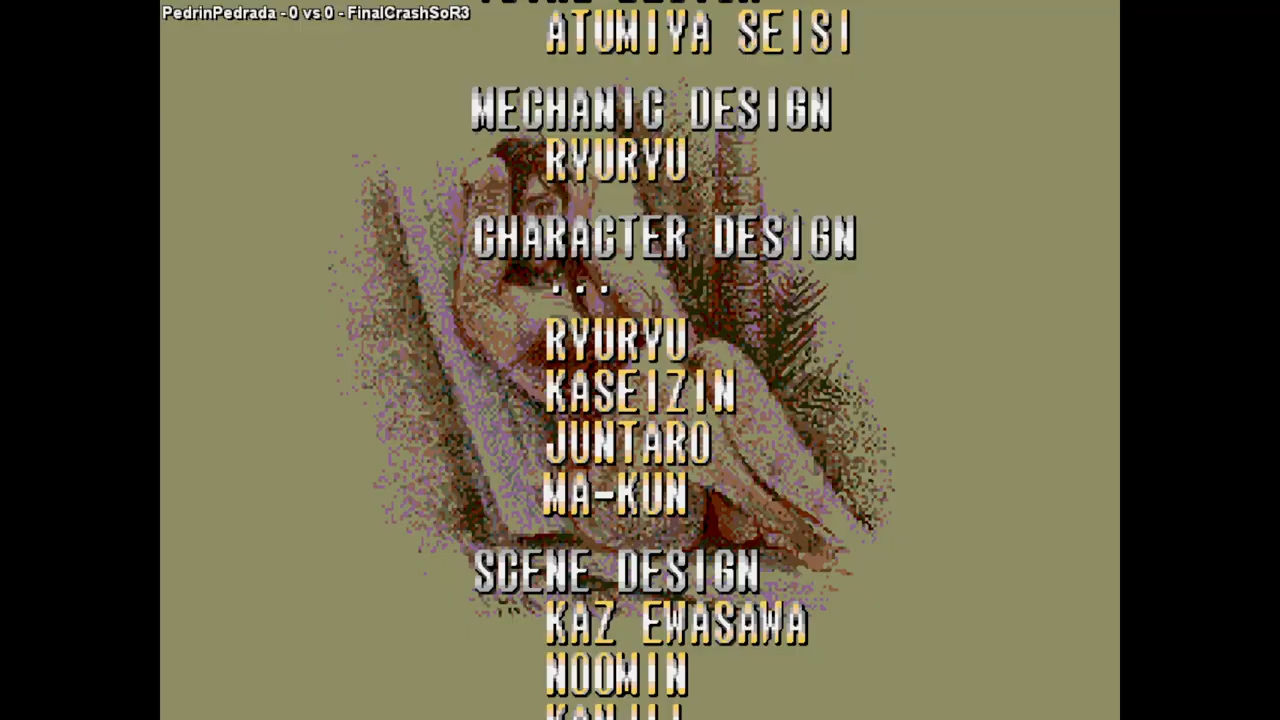 PedrinPedrada - 0 vs 0 - FinalCrashSoR3
ATUMIYA SEISI
MECHANIC DESIGN
RYURYU
CHARACTER DESIGN
...
RYURYU
KASEIZIN
JUNTARO
MA-KUN
SCENE DESIGN
KAZ EWASAWA
NOOMIN